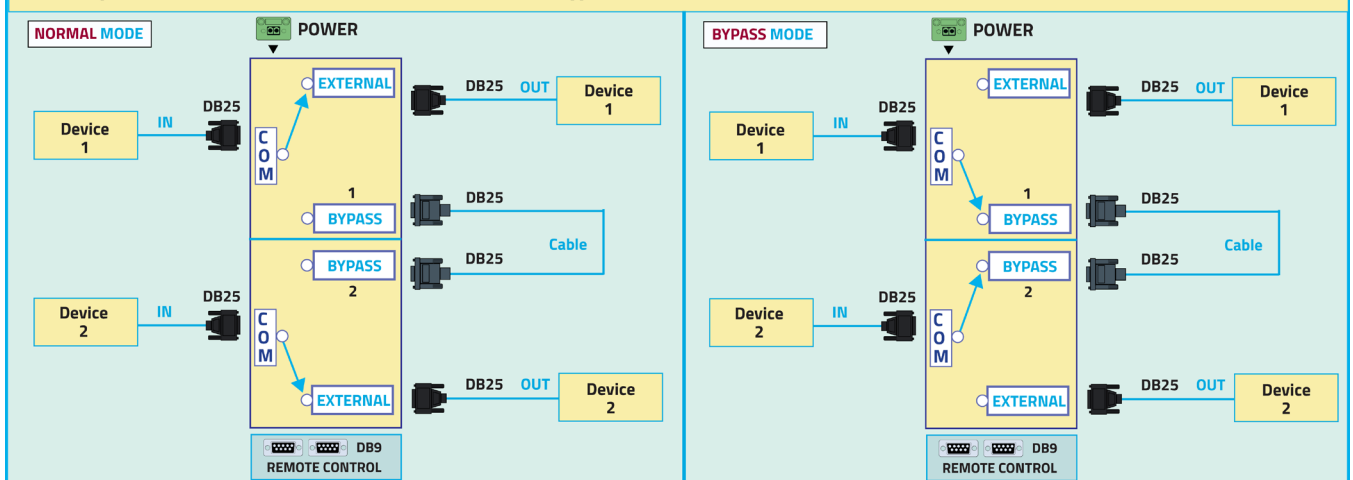 NORMAL MODE
POWER
EXTERNAL
DB25
OUT
Device
1
DB25
Device
1
IN
C
O
M
1
BYPASS
DB25
Cable
BYPASS
2
DB25
DB25
Device
2
IN
C
O
M
EXTERNAL
DB25
OUT
Device
2
DB9
REMOTE CONTROL
BYPASS MODE
POWER
EXTERNAL
DB25
OUT
Device
1
DB25
Device
1
IN
C
O
M
1
BYPASS
DB25
Cable
BYPASS
2
DB25
DB25
Device
2
IN
C
O
M
EXTERNAL
DB25
OUT
Device
2
DB9
REMOTE CONTROL